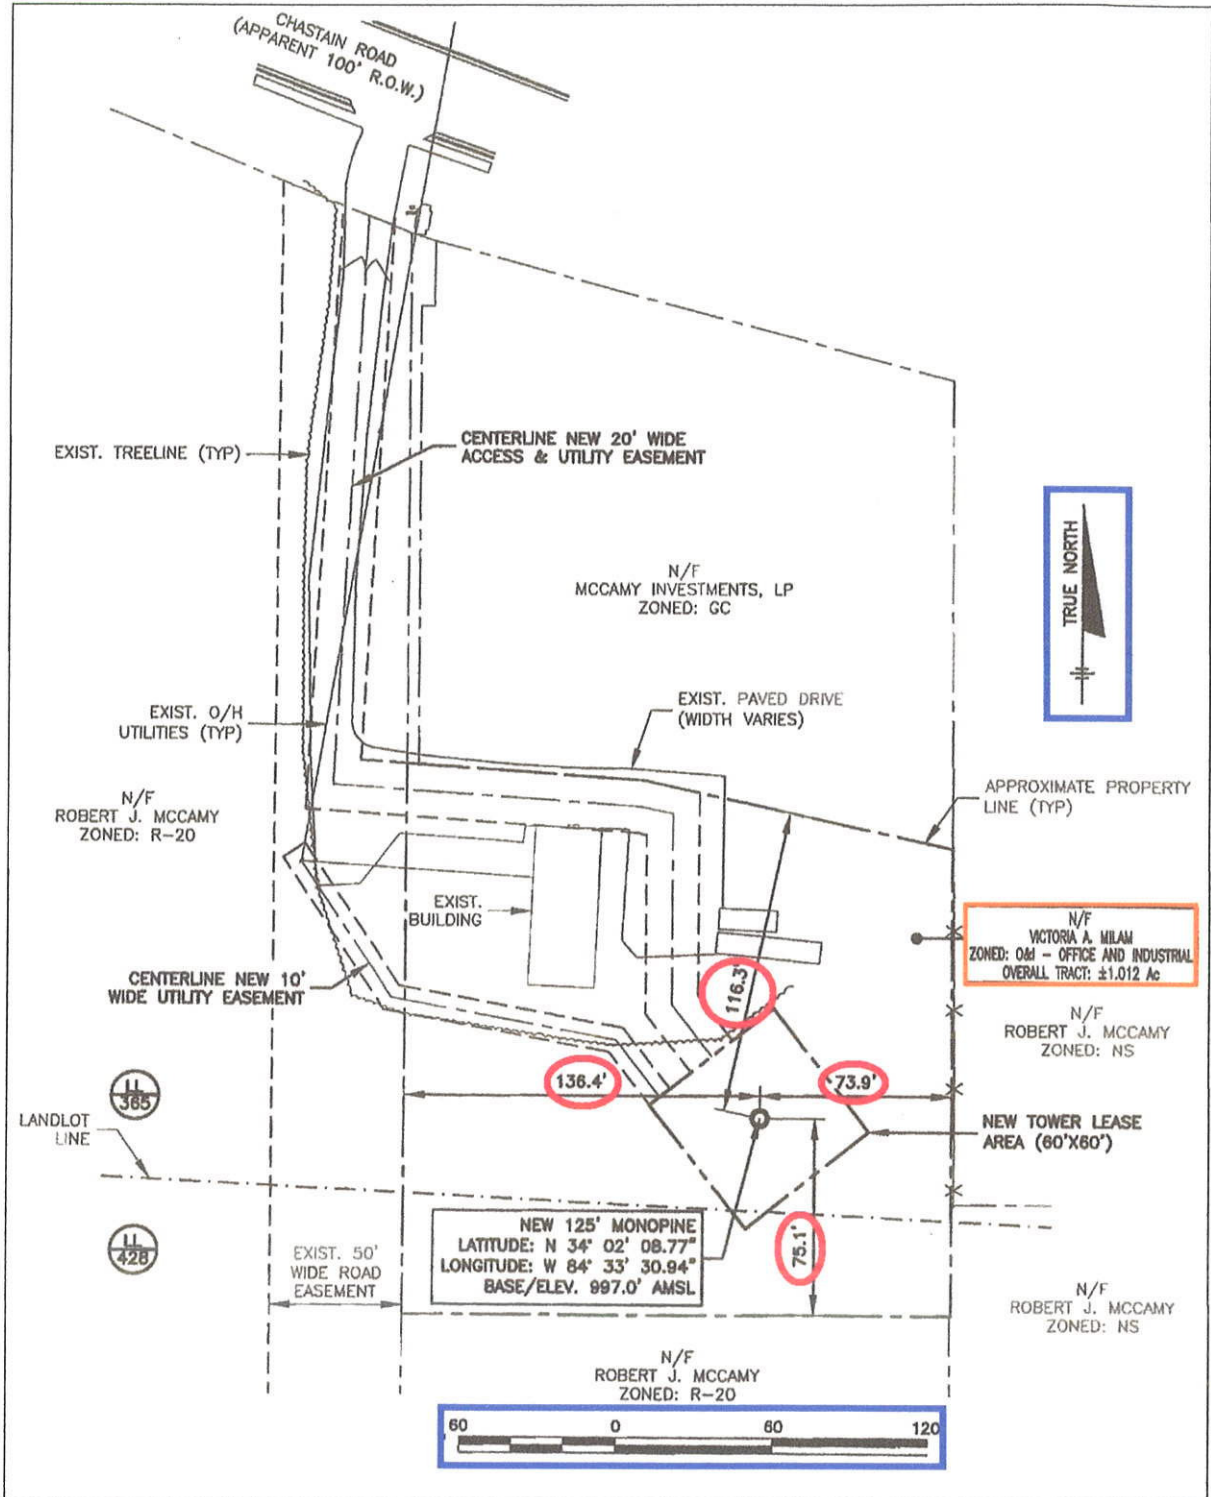 CHASTAIN ROAD
(APPARENT 100' R.O.W.)
EXIST. TREELINE (TYP)
CENTERLINE NEW 20' WIDE
ACCESS & UTILITY EASEMENT
TRUE NORTH
N/F
MCCAMY INVESTMENTS, LP
ZONED: GC
EXIST. O/H
UTILITIES (TYP)
EXIST. PAVED DRIVE
(WIDTH VARIES)
N/F
ROBERT J. MCCAMY
ZONED: R-20
APPROXIMATE PROPERTY
LINE (TYP)
EXIST.
BUILDING
N/F
VICTORIA A. MILAM
ZONED: O&I - OFFICE AND INDUSTRIAL
OVERALL TRACT: ±1.012 Ac
CENTERLINE NEW 10'
WIDE UTILITY EASEMENT
116.3'
N/F
ROBERT J. MCCAMY
ZONED: NS
LL
365
136.4'
73.9'
LANDLOT
LINE
NEW TOWER LEASE
AREA (60'X60')
LL
428
EXIST. 50'
WIDE ROAD
EASEMENT
NEW 125' MONOPINE
LATITUDE: N 34° 02' 08.77"
LONGITUDE: W 84° 33' 30.94"
BASE/ELEV. 997.0' AMSL
75.1'
N/F
ROBERT J. MCCAMY
ZONED: NS
N/F
ROBERT J. MCCAMY
ZONED: R-20
60 0 60 120